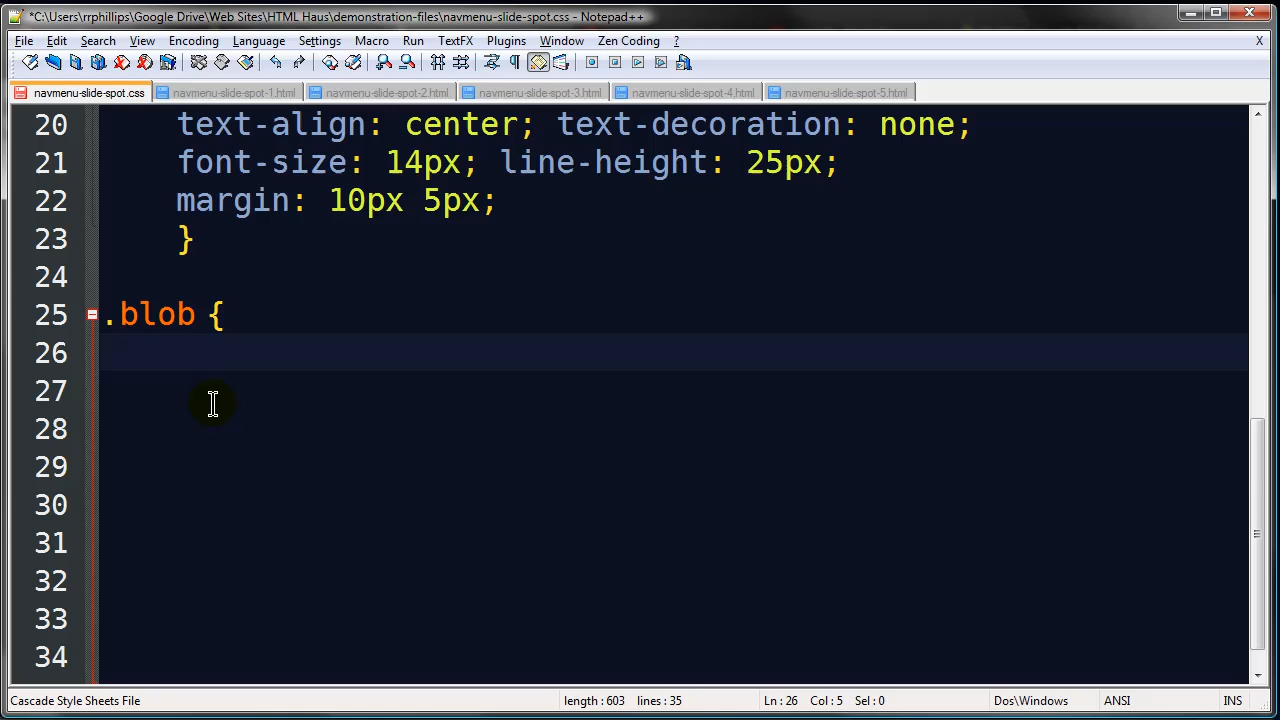 *C:\Users\rrphillips\Google Drive\Web Sites\HTML Haus\demonstration-files\navmenu-slide-spot.css - Notepad++
File Edit Search View Encoding Language Settings Macro Run TextFX Plugins Window Zen Coding ? X
navmenu-slide-spot.css navmenu-slide-spot-1.html navmenu-slide-spot-2.html navmenu-slide-spot-3.html navmenu-slide-spot-4.html navmenu-slide-spot-5.html
20 text-align: center; text-decoration: none;
21 font-size: 14px; line-height: 25px;
22 margin: 10px 5px;
23 }
24
25 .blob {
26
27
28
29
30
31
32
33
34
Cascade Style Sheets File length : 603 lines : 35 Ln : 26 Col : 5 Sel : 0 Dos\Windows ANSI INS